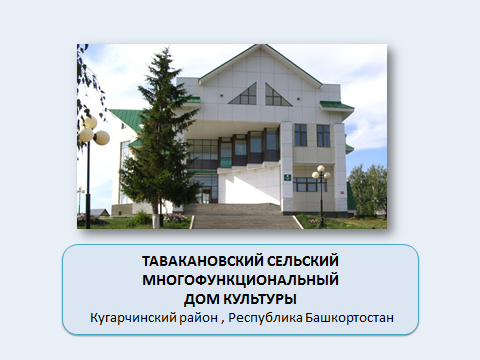 ТАВАКАНОВСКИЙ СЕЛЬСКИЙ
МНОГОФУНКЦИОНАЛЬНЫЙ
ДОМ КУЛЬТУРЫ
Кугарчинский район , Республика Башкортостан